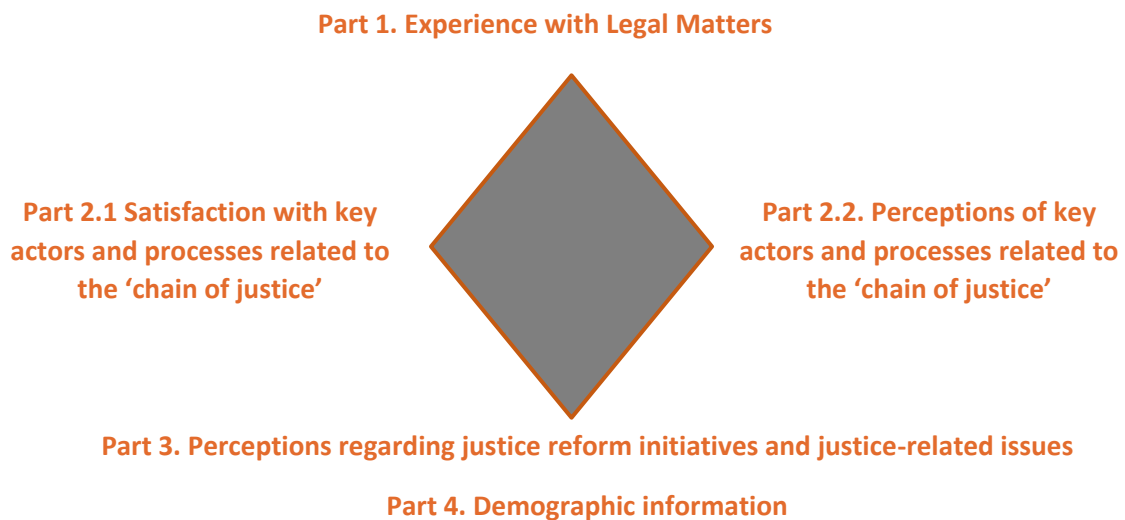 Part 1. Experience with Legal Matters
Part 2.1 Satisfaction with key
actors and processes related to
the ‘chain of justice’
Part 2.2. Perceptions of key
actors and processes related to
the ‘chain of justice’
Part 3. Perceptions regarding justice reform initiatives and justice-related issues
Part 4. Demographic information